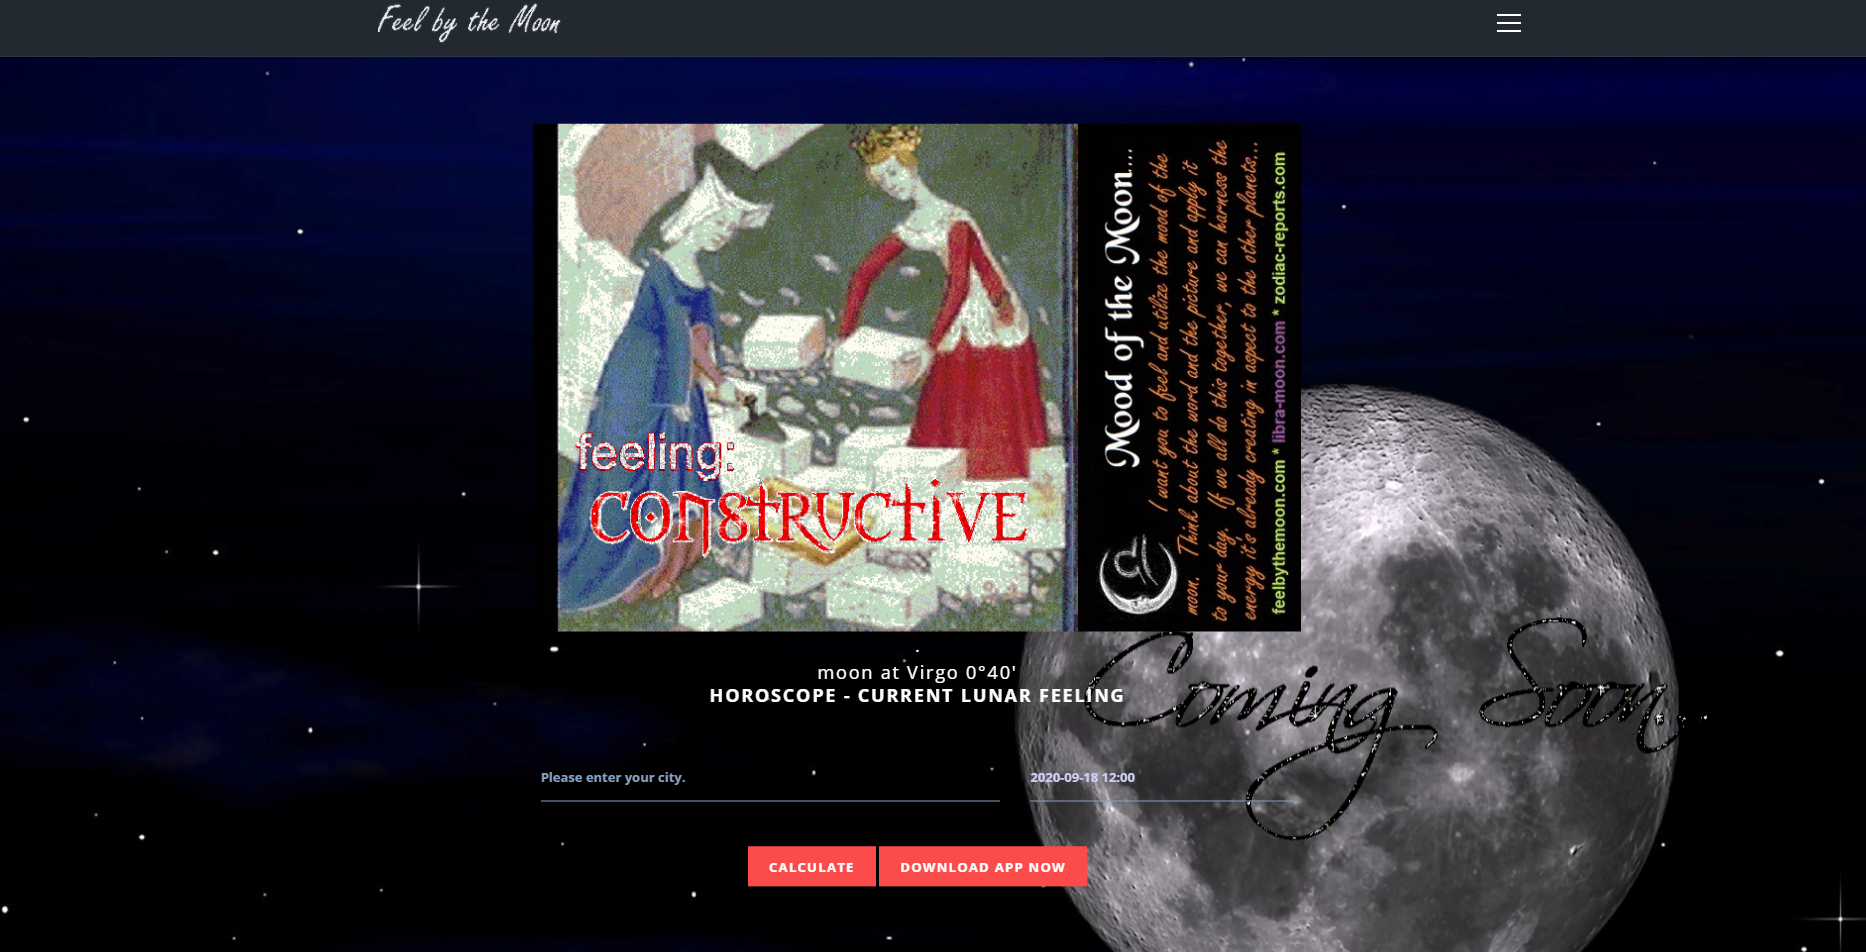 Feel by the Moon
feeling:
CONSTRUCTIVE
Mood of the Moon....
I want you to feel and utilize the mood of the
moon. Think about the word and the picture and apply it
to your day. If we all do this together, we can harness the
energy it's already creating in aspect to the other planets...
feelbythemoon.com * libra-moon.com * zodiac-reports.com
moon at Virgo 0°40'
HOROSCOPE - CURRENT LUNAR FEELING
Coming Soon
Please enter your city.
2020-09-18 12:00
CALCULATE
DOWNLOAD APP NOW